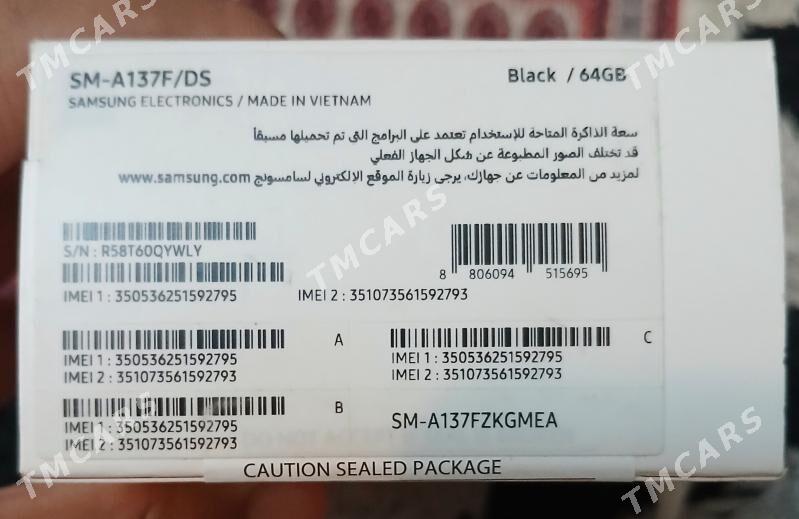 SM-A137F/DS
Black / 64GB
SAMSUNG ELECTRONICS / MADE IN VIETNAM
سعة الذاكرة المتاحة للإستخدام تعتمد على البرامج التى تم تحميلها مسبقاً
قد تختلف الصور المطبوعة عن شكل الجهاز الفعلي
لمزيد من المعلومات عن جهازك، يرجى زيارة الموقع الإلكتروني لسامسونج www.samsung.com
S/N : R58T60QYWLY
8 806094 515695
IMEI 1 : 350536251592795
IMEI 2 : 351073561592793
A
IMEI 1 : 350536251592795
IMEI 2 : 351073561592793
C
IMEI 1 : 350536251592795
IMEI 2 : 351073561592793
B
IMEI 1 : 350536251592795
IMEI 2 : 351073561592793
SM-A137FZKGMEA
CAUTION SEALED PACKAGE
TMCARS
TMCARS
TMCARS
TMCARS
TMCARS